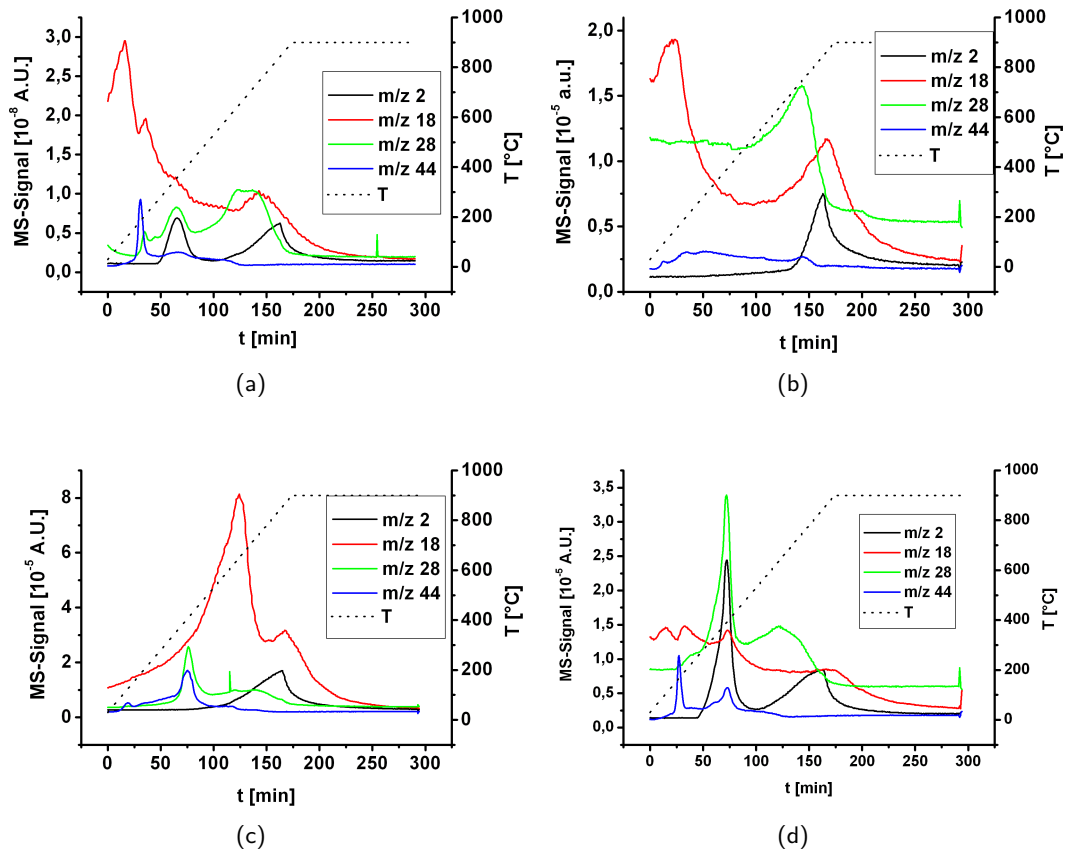 MS-Signal [10⁻⁸ A.U.]
3,0
2,5
2,0
1,5
1,0
0,5
0,0
m/z 2
m/z 18
m/z 28
m/z 44
T
1000
800
600
400
200
0
T [°C]
0 50 100 150 200 250 300
t [min]
(a)
MS-Signal [10⁻⁵ a.u.]
2,0
1,5
1,0
0,5
0,0
m/z 2
m/z 18
m/z 28
m/z 44
T
1000
800
600
400
200
0
T [°C]
0 50 100 150 200 250 300
t [min]
(b)
MS-Signal [10⁻⁵ A.U.]
8
6
4
2
0
m/z 2
m/z 18
m/z 28
m/z 44
T
1000
800
600
400
200
0
T [°C]
0 50 100 150 200 250 300
t [min]
(c)
MS-Signal [10⁻⁵ A.U.]
3,5
3,0
2,5
2,0
1,5
1,0
0,5
0,0
m/z 2
m/z 18
m/z 28
m/z 44
T
1000
800
600
400
200
0
T [°C]
0 50 100 150 200 250 300
t [min]
(d)